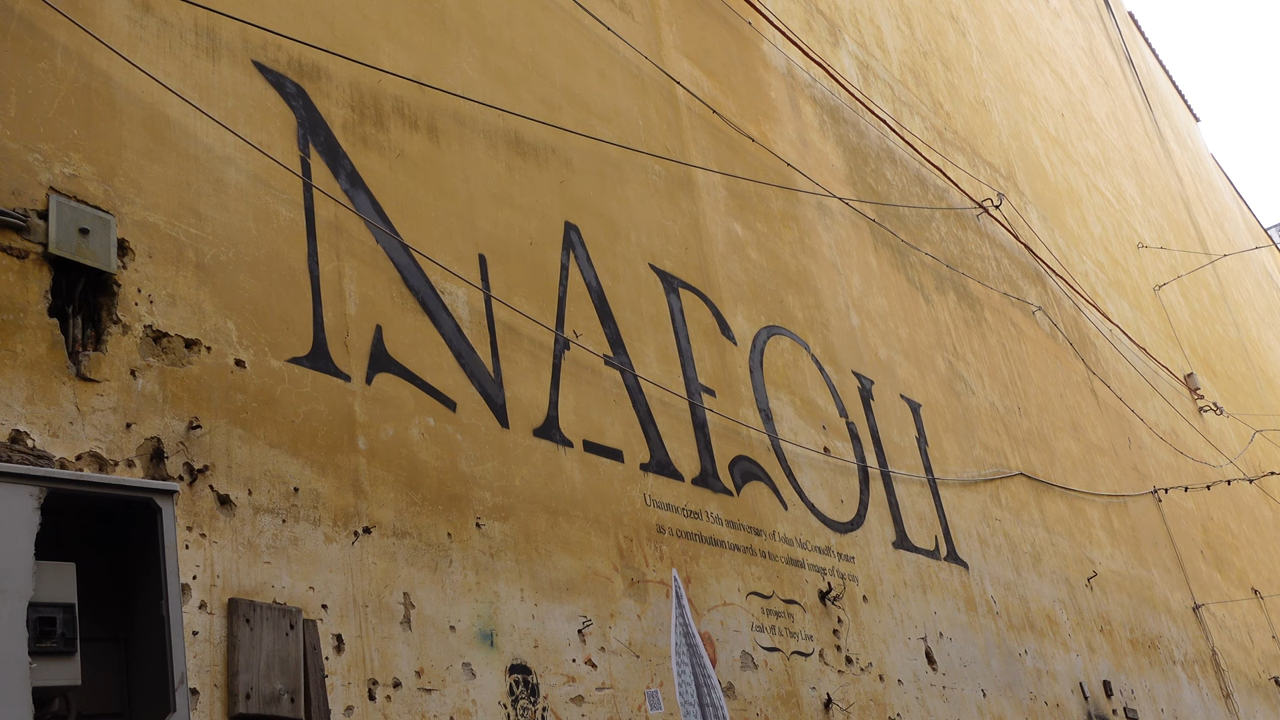 NAPOLI
Unauthorized 35th anniversary of John McConnell's poster
as a contribution towards to the cultural image of the city
a project by
Zeal Off & They Live